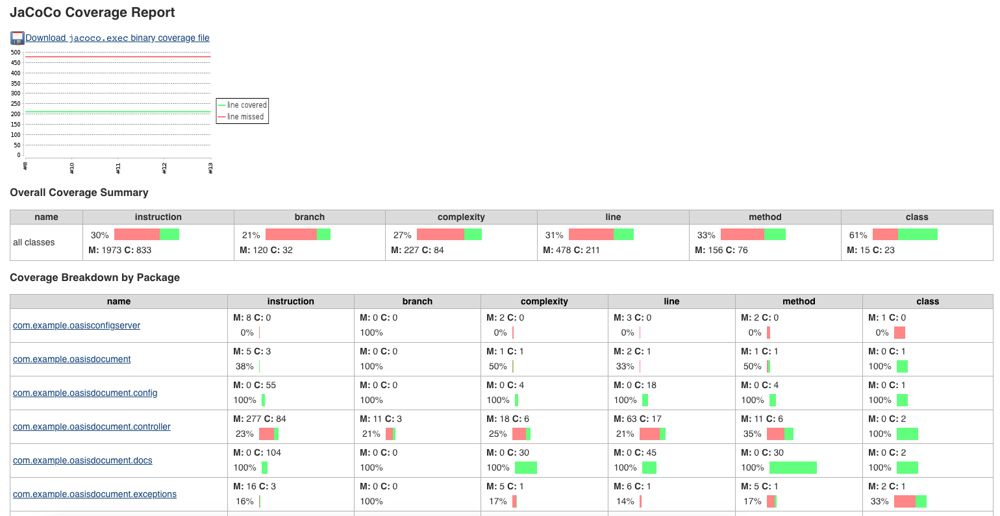 JaCoCo Coverage Report
Download jacoco.exec binary coverage file
500
450
400
350
300
250
200
150
100
50
0
#8
#10
#11
#12
#13
line covered
line missed
Overall Coverage Summary
name instruction branch complexity line method class
all classes
30% 21% 27% 31% 33% 61%
M: 1973 C: 833 M: 120 C: 32 M: 227 C: 84 M: 478 C: 211 M: 156 C: 76 M: 15 C: 23
Coverage Breakdown by Package
name instruction branch complexity line method class
com.example.oasisconfigserver
M: 8 C: 0 M: 0 C: 0 M: 2 C: 0 M: 3 C: 0 M: 2 C: 0 M: 1 C: 0
0% 100% 0% 0% 0% 0%
com.example.oasisdocument
M: 5 C: 3 M: 0 C: 0 M: 1 C: 1 M: 2 C: 1 M: 1 C: 1 M: 0 C: 1
38% 100% 50% 33% 50% 100%
com.example.oasisdocument.config
M: 0 C: 55 M: 0 C: 0 M: 0 C: 4 M: 0 C: 18 M: 0 C: 4 M: 0 C: 1
100% 100% 100% 100% 100% 100%
com.example.oasisdocument.controller
M: 277 C: 84 M: 11 C: 3 M: 18 C: 6 M: 63 C: 17 M: 11 C: 6 M: 0 C: 2
23% 21% 25% 21% 35% 100%
com.example.oasisdocument.docs
M: 0 C: 104 M: 0 C: 0 M: 0 C: 30 M: 0 C: 45 M: 0 C: 30 M: 0 C: 2
100% 100% 100% 100% 100% 100%
com.example.oasisdocument.exceptions
M: 16 C: 3 M: 0 C: 0 M: 5 C: 1 M: 6 C: 1 M: 5 C: 1 M: 2 C: 1
16% 100% 17% 14% 17% 33%